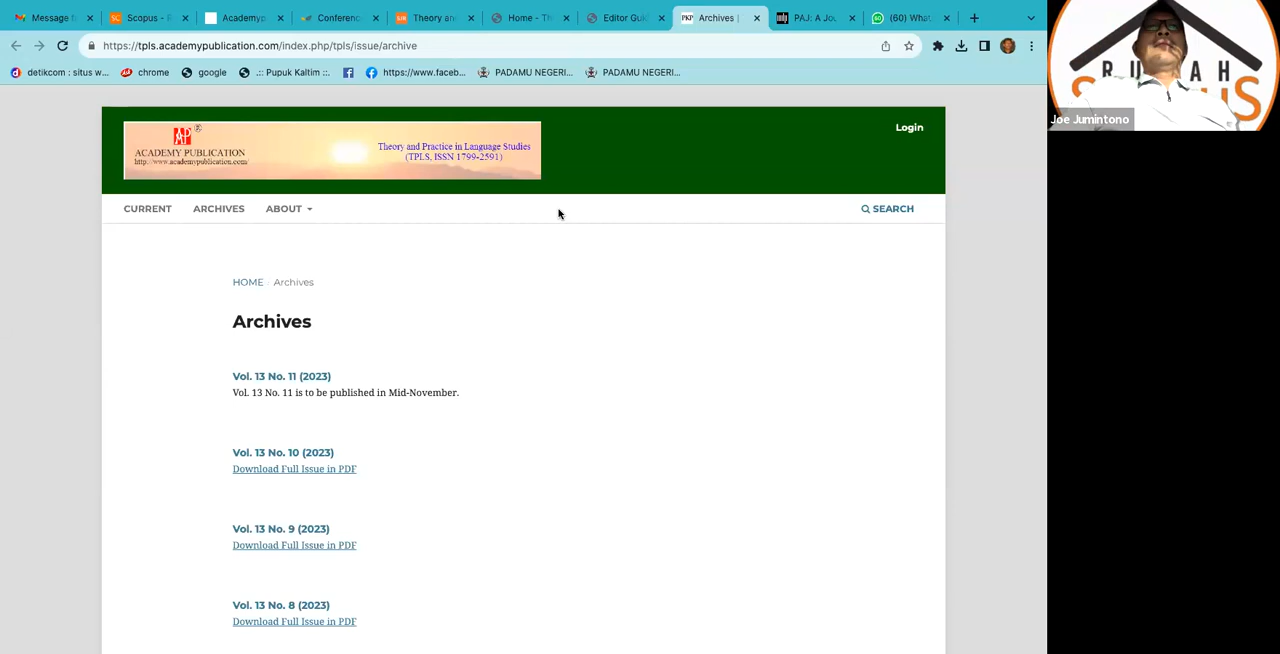 Message f
Scopus - R
Academyp
Conferenc
Theory an
Home - Th
Editor Gui
Archives |
PAJ: A Jou
(60) Wha
https://tpls.academypublication.com/index.php/tpls/issue/archive
detikcom : situs w...
chrome
google
.:: Pupuk Kaltim ::.
https://www.faceb...
PADAMU NEGERI...
PADAMU NEGERI...
RUMAH
Joe Jumintono
AP
ACADEMY PUBLICATION
http://www.academypublication.com/
Theory and Practice in Language Studies
(TPLS, ISSN 1799-2591)
Login
CURRENT
ARCHIVES
ABOUT
SEARCH
HOME
Archives
Archives
Vol. 13 No. 11 (2023)
Vol. 13 No. 11 is to be published in Mid-November.
Vol. 13 No. 10 (2023)
Download Full Issue in PDF
Vol. 13 No. 9 (2023)
Download Full Issue in PDF
Vol. 13 No. 8 (2023)
Download Full Issue in PDF